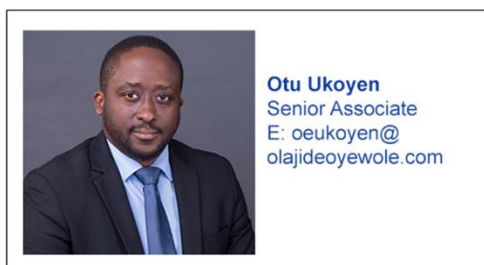 Otu Ukoyen
Senior Associate
E: oeukoyen@
olajideoyewole.com